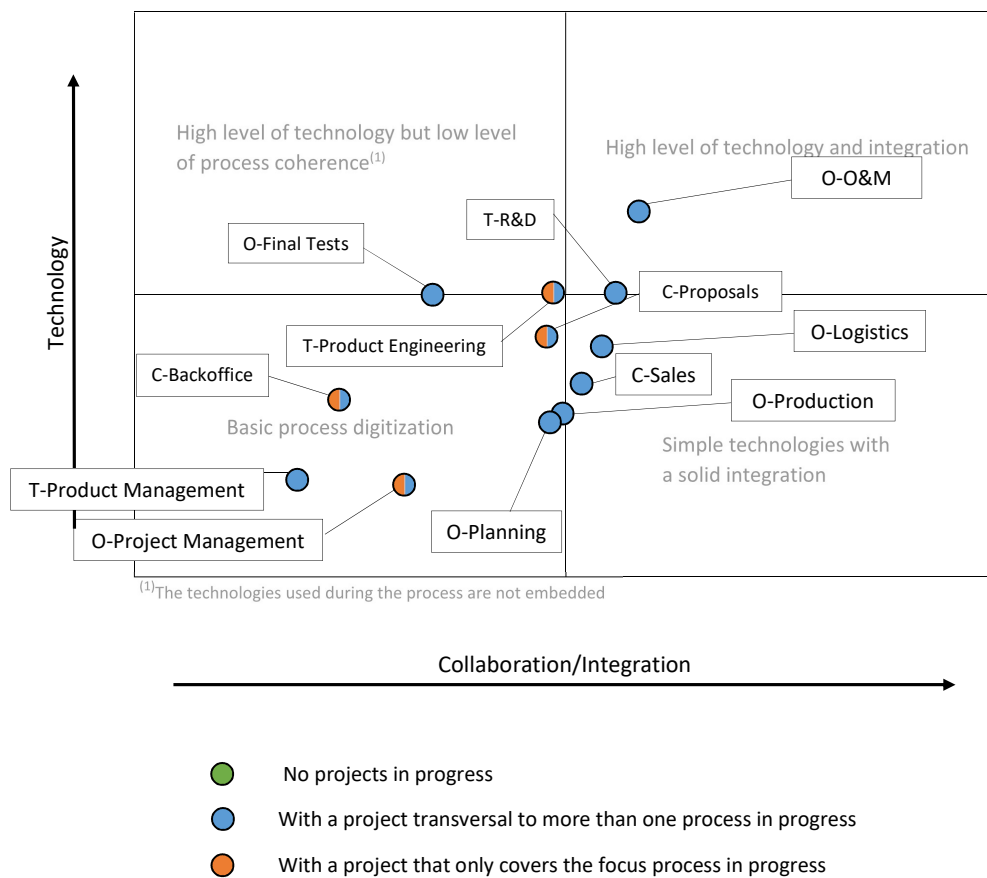 High level of technology but low level
of process coherence(1)
High level of technology and integration
O-O&M
T-R&D
O-Final Tests
C-Proposals
Technology
T-Product Engineering
O-Logistics
C-Backoffice
C-Sales
O-Production
Basic process digitization
Simple technologies with
a solid integration
T-Product Management
O-Planning
O-Project Management
(1)The technologies used during the process are not embedded
Collaboration/Integration
No projects in progress
With a project transversal to more than one process in progress
With a project that only covers the focus process in progress